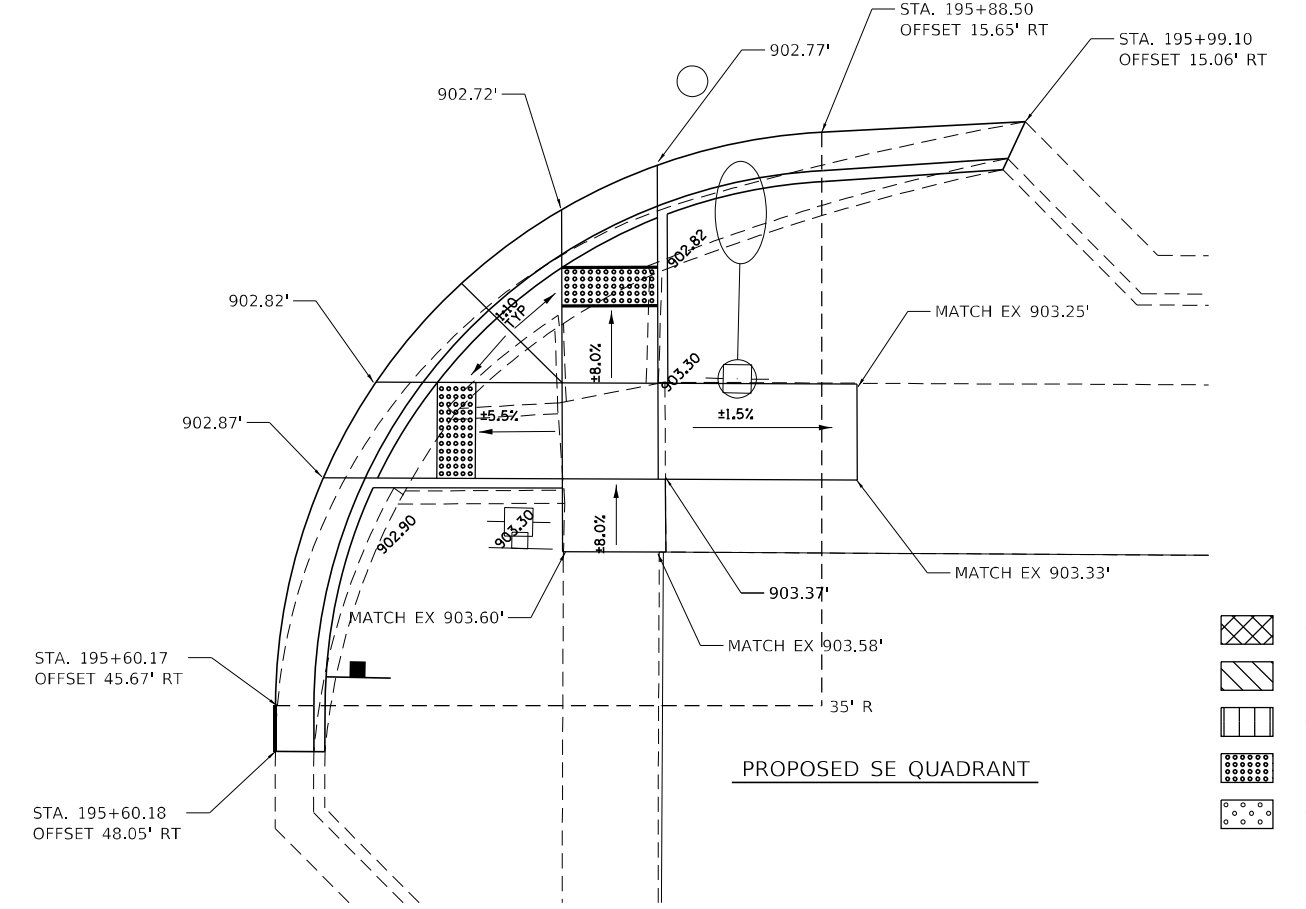 STA. 195+88.50
OFFSET 15.65' RT
STA. 195+99.10
OFFSET 15.06' RT
902.77'
902.72'
902.82
902.82'
1:10
TYP
MATCH EX 903.25'
±8.0%
903.30
902.87'
±5.5%
±1.5%
902.90
903.30
±8.0%
MATCH EX 903.33'
903.37'
MATCH EX 903.60'
MATCH EX 903.58'
STA. 195+60.17
OFFSET 45.67' RT
35' R
PROPOSED SE QUADRANT
STA. 195+60.18
OFFSET 48.05' RT